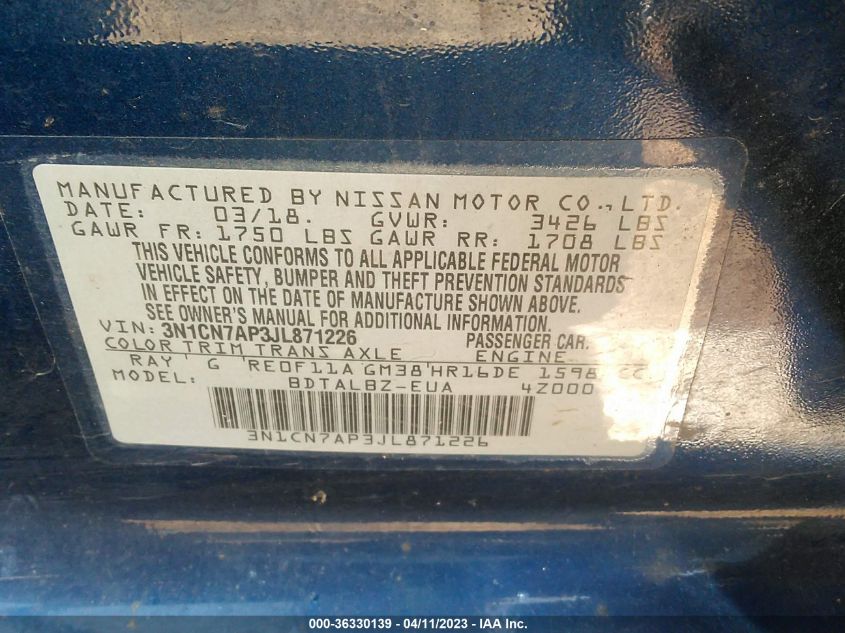 MANUFACTURED BY NISSAN MOTOR CO., LTD.
DATE: 03/18. GVWR: 3426 LBS
GAWR FR: 1750 LBS GAWR RR: 1708 LBS
THIS VEHICLE CONFORMS TO ALL APPLICABLE FEDERAL MOTOR
VEHICLE SAFETY, BUMPER AND THEFT PREVENTION STANDARDS
IN EFFECT ON THE DATE OF MANUFACTURE SHOWN ABOVE.
SEE OWNER'S MANUAL FOR ADDITIONAL INFORMATION
VIN: 3N1CN7AP3JL871226 PASSENGER CAR.
COLOR TRIM TRANS AXLE ENGINE
RAY G RE0F11A GM38 HR16DE 1598 CC
MODEL BDTALBZ-EUA 4Z000
3N1CN7AP3JL871226
000-36330139 - 04/11/2023 - IAA Inc.